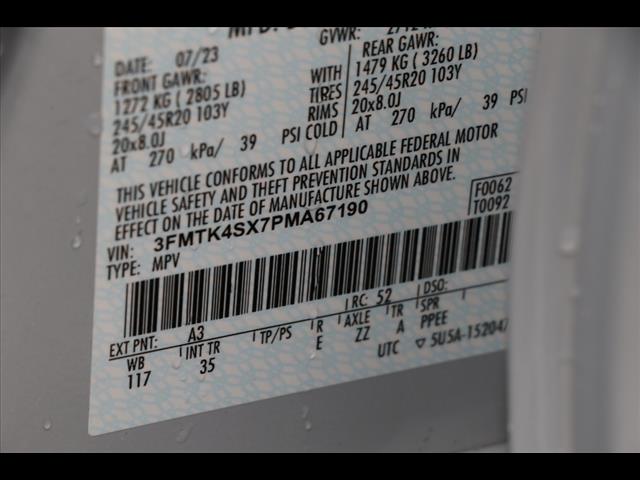 DATE: 07/23
GVWR:
FRONT GAWR:
1272 KG ( 2805 LB)
245/45R20 103Y
20x8.0J
AT 270 kPa/ 39 PSI COLD
WITH
TIRES
RIMS
REAR GAWR:
1479 KG ( 3260 LB)
245/45R20 103Y
20x8.0J
AT 270 kPa/ 39 PSI
THIS VEHICLE CONFORMS TO ALL APPLICABLE FEDERAL MOTOR
VEHICLE SAFETY AND THEFT PREVENTION STANDARDS IN
EFFECT ON THE DATE OF MANUFACTURE SHOWN ABOVE.
F0062
T0092
VIN: 3FMTK4SX7PMA67190
TYPE: MPV
EXT PNT: A3 RC: 52 DSO:
WB INT TR TP/PS R AXLE TR SPR
117 35 E ZZ A PPEE
UTC ▽ 5U5A-152047